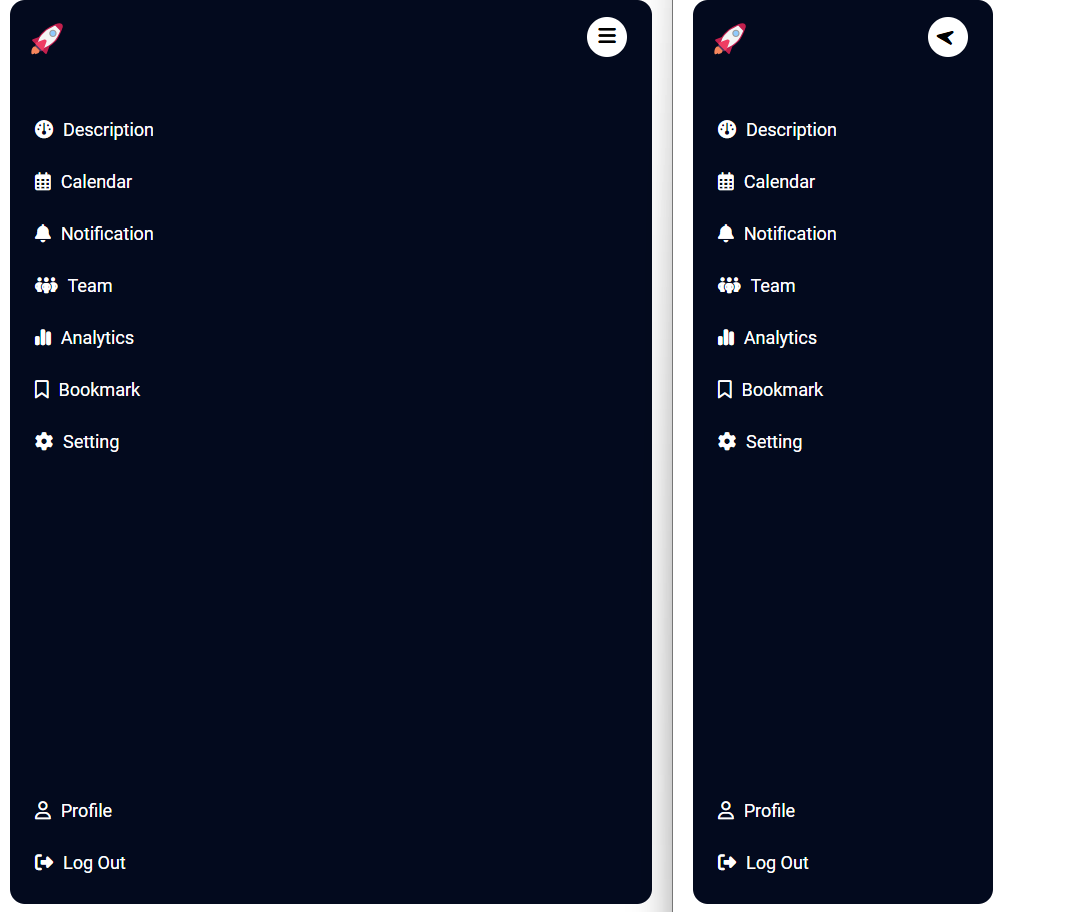 Description
Calendar
Notification
Team
Analytics
Bookmark
Setting
Profile
Log Out
Description
Calendar
Notification
Team
Analytics
Bookmark
Setting
Profile
Log Out